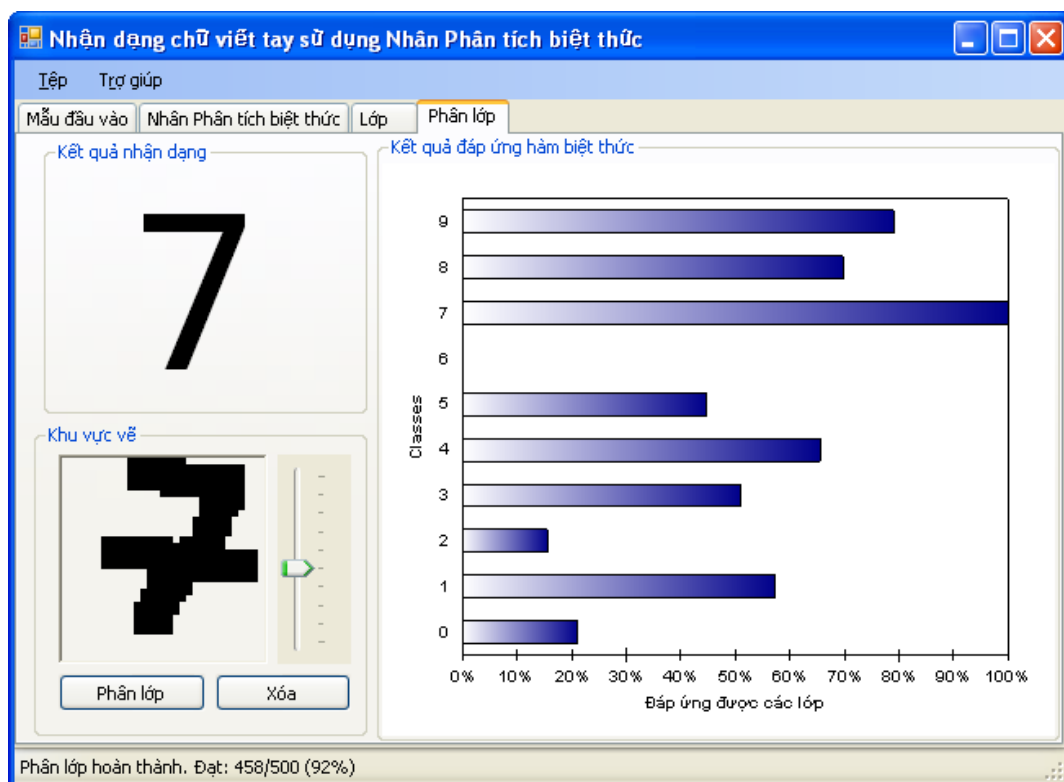 Nhận dạng chữ viết tay sử dụng Nhân Phân tích biệt thức
Tệp Trợ giúp
Mẫu đầu vào Nhân Phân tích biệt thức Lớp Phân lớp
Kết quả nhận dạng
7
Khu vực vẽ
7
Phân lớp Xóa
Kết quả đáp ứng hàm biệt thức
Classes
9
8
7
6
5
4
3
2
1
0
0% 10% 20% 30% 40% 50% 60% 70% 80% 90% 100%
Đáp ứng được các lớp
Phân lớp hoàn thành. Đạt: 458/500 (92%)